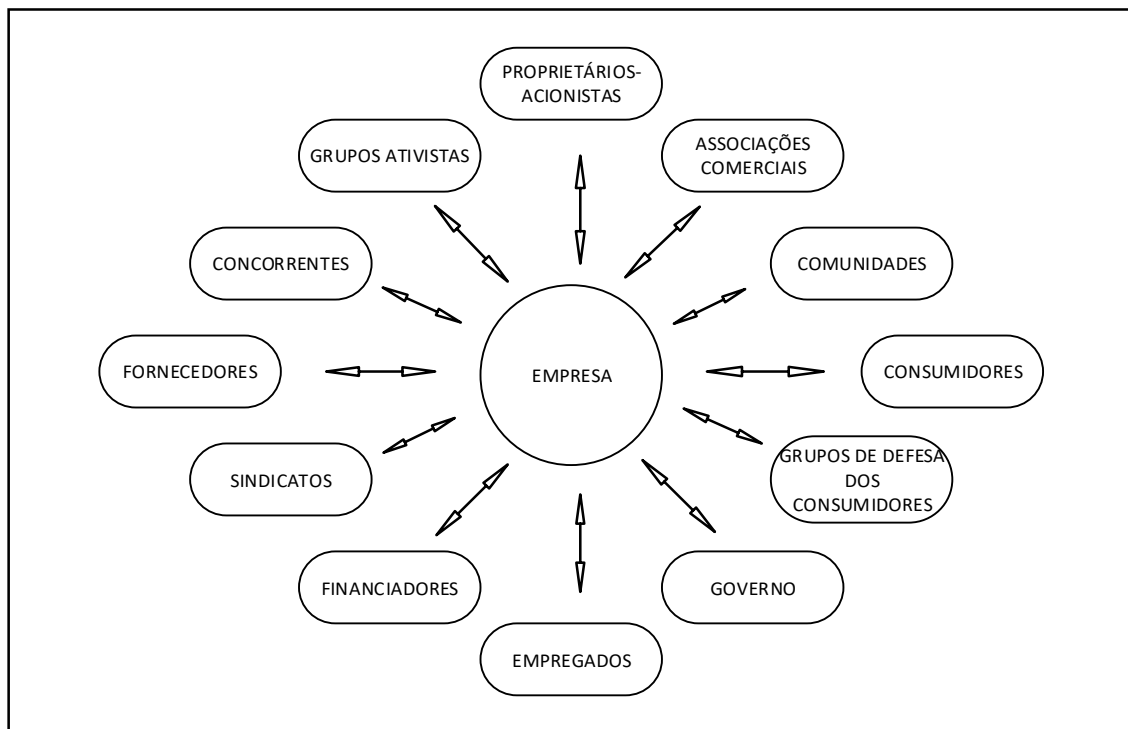 PROPRIETÁRIOS-
ACIONISTAS
GRUPOS ATIVISTAS
ASSOCIAÇÕES
COMERCIAIS
CONCORRENTES
COMUNIDADES
FORNECEDORES
EMPRESA
CONSUMIDORES
SINDICATOS
GRUPOS DE DEFESA
DOS
CONSUMIDORES
FINANCIADORES
GOVERNO
EMPREGADOS